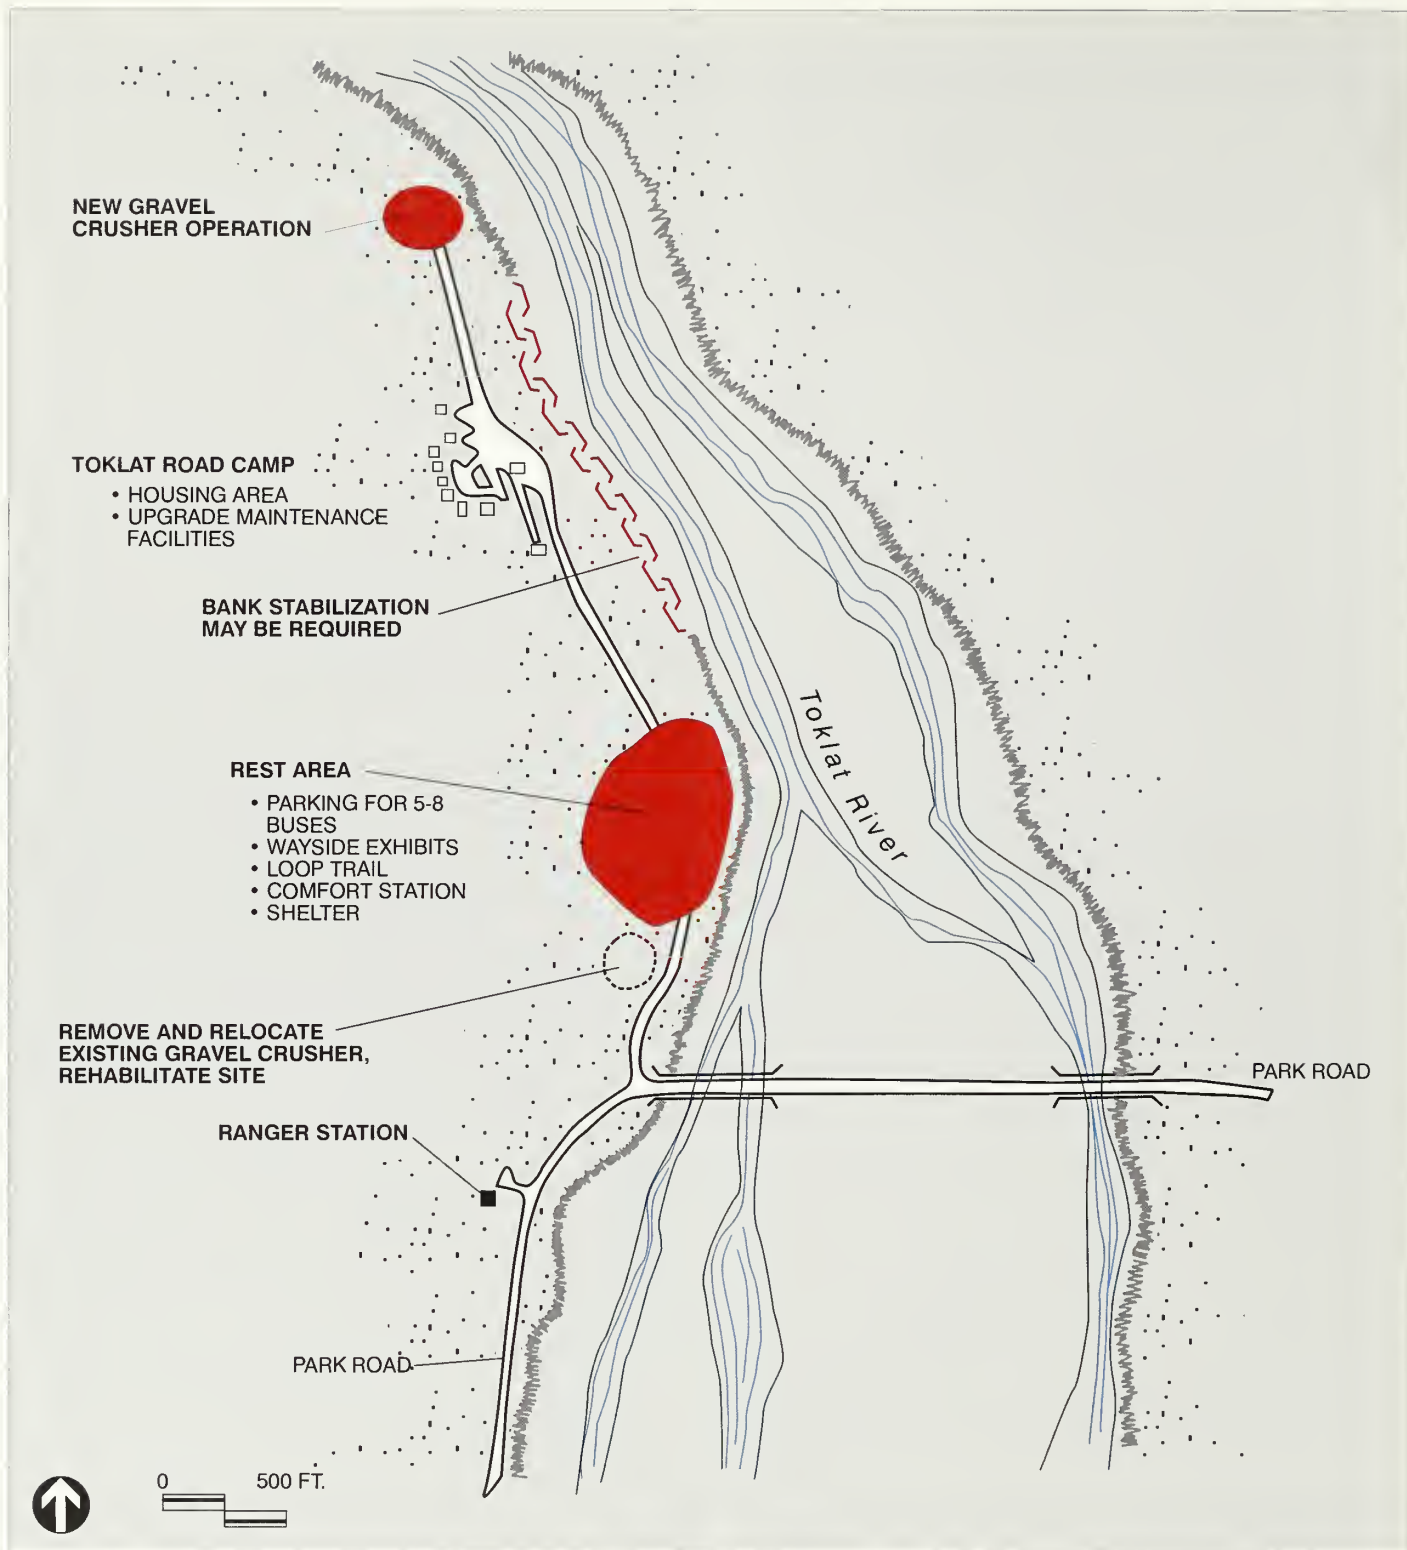 NEW GRAVEL
CRUSHER OPERATION
TOKLAT ROAD CAMP
• HOUSING AREA
• UPGRADE MAINTENANCE
FACILITIES
BANK STABILIZATION
MAY BE REQUIRED
Toklat River
REST AREA
• PARKING FOR 5-8
BUSES
• WAYSIDE EXHIBITS
• LOOP TRAIL
• COMFORT STATION
• SHELTER
REMOVE AND RELOCATE
EXISTING GRAVEL CRUSHER,
REHABILITATE SITE
PARK ROAD
RANGER STATION
PARK ROAD
0 500 FT.